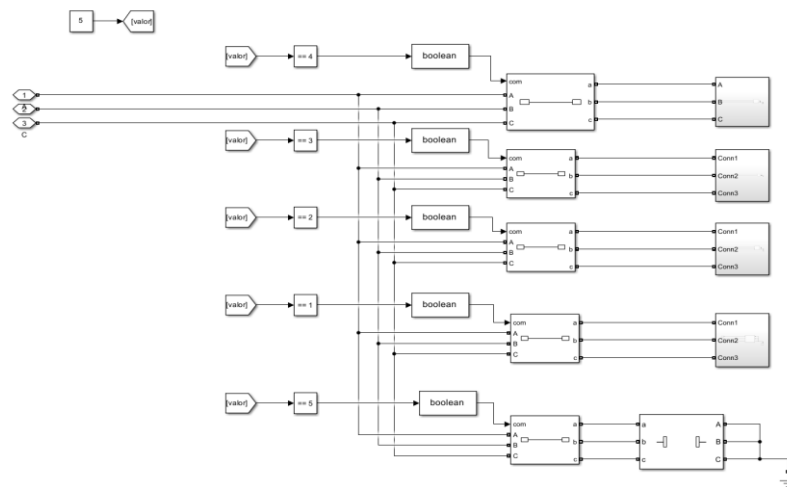 5 [valor]
[valor] == 4 boolean
com
A a A
B b B
C c C
1
A
2
3
C
[valor] == 3 boolean
com a Conn1
A
B b Conn2
C c Conn3
[valor] == 2 boolean
com a Conn1
A
B b Conn2
C c Conn3
[valor] == 1 boolean
com a Conn1
A
B b Conn2
C c Conn3
[valor] == 5 boolean
com a a A
A
B b b B
C c c C